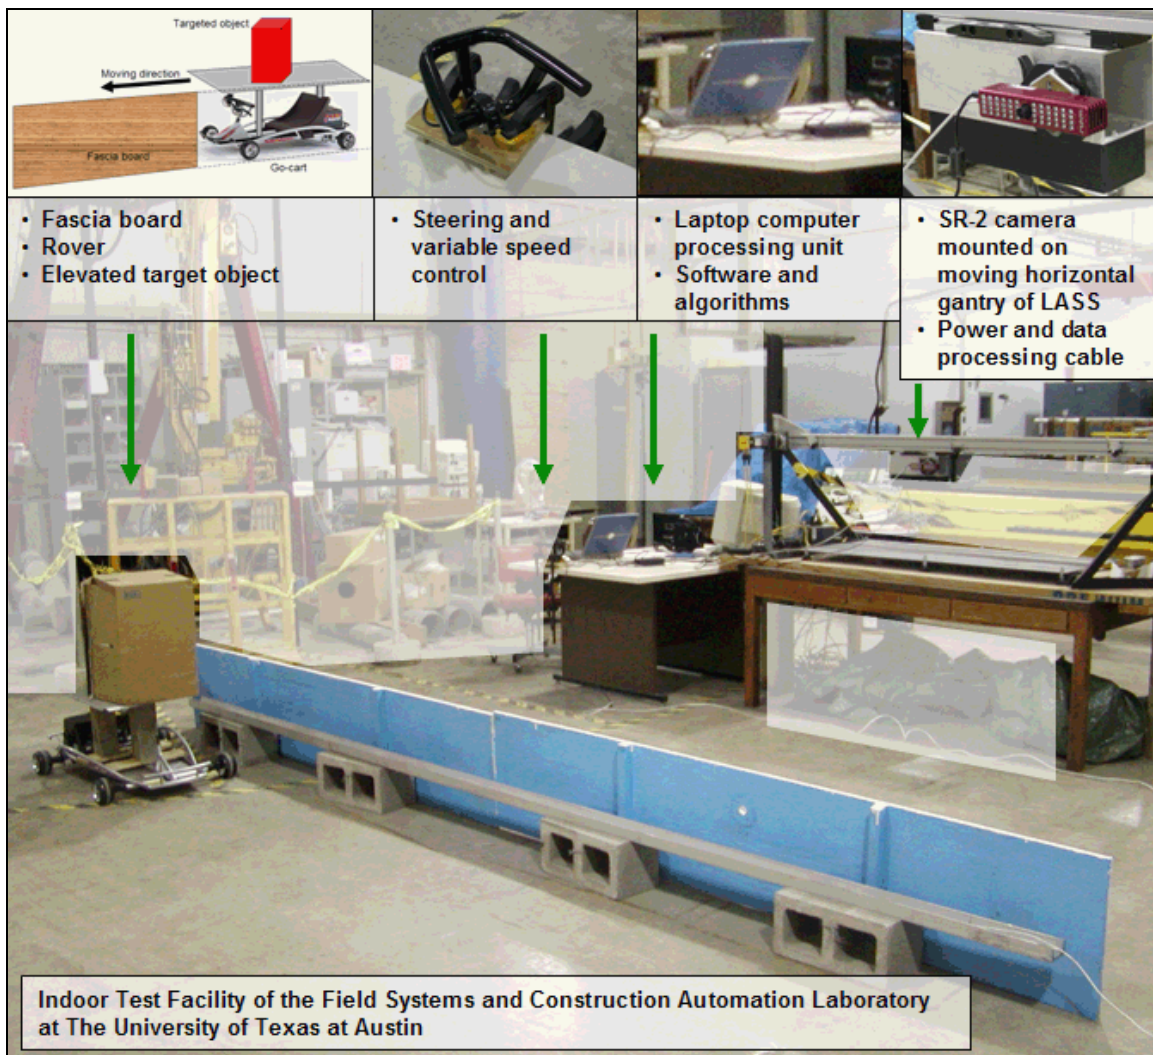 Targeted object
Moving direction
Fascia board
Go-cart
• Fascia board
• Rover
• Elevated target object
• Steering and
variable speed
control
• Laptop computer
processing unit
• Software and
algorithms
• SR-2 camera
mounted on
moving horizontal
gantry of LASS
• Power and data
processing cable
Indoor Test Facility of the Field Systems and Construction Automation Laboratory
at The University of Texas at Austin